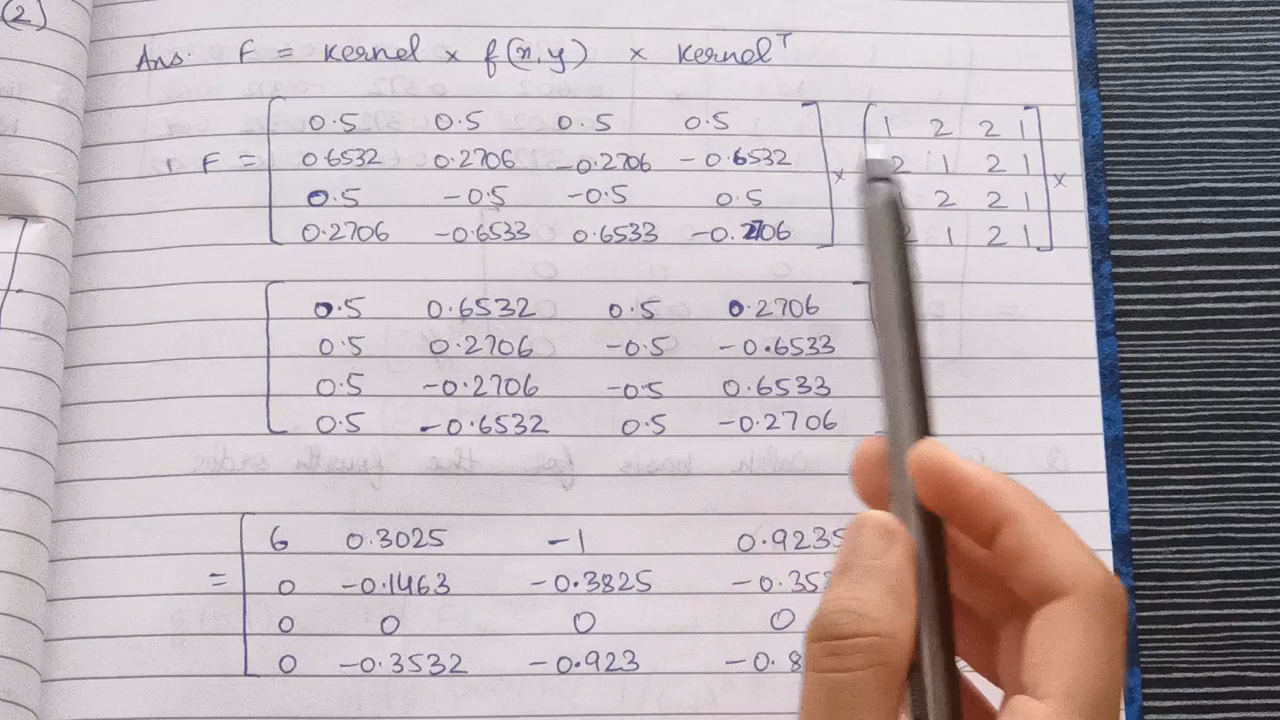 (2)
Ans: F = Kernel × f(x,y) × Kernel^T
F = [ 0.5 0.5 0.5 0.5 ] [ 1 2 2 1 ]
0.6532 0.2706 -0.2706 -0.6532 2 1 2 1
0.5 -0.5 -0.5 0.5 × 2 2 1 ×
0.2706 -0.6533 0.6533 -0.2706 1 2 1
[ 0.5 0.6532 0.5 0.2706
0.5 0.2706 -0.5 -0.6533
0.5 -0.2706 -0.5 0.6533
0.5 -0.6532 0.5 -0.2706
= [ 6 0.3025 -1 0.9235
0 -0.1463 -0.3825 -0.35
0 0 0 0
0 -0.3532 -0.923 -0.8